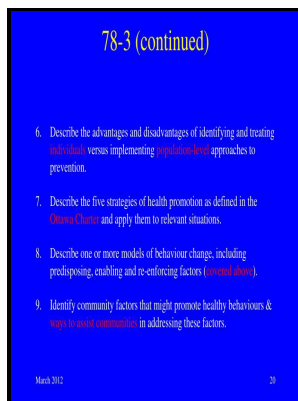 78-3 (continued)
6. Describe the advantages and disadvantages of identifying and treating
individuals versus implementing population-level approaches to
prevention.
7. Describe the five strategies of health promotion as defined in the
Ottawa Charter and apply them to relevant situations.
8. Describe one or more models of behaviour change, including
predisposing, enabling and re-enforcing factors (covered above).
9. Identify community factors that might promote healthy behaviours &
ways to assist communities in addressing these factors.
March 2012
20